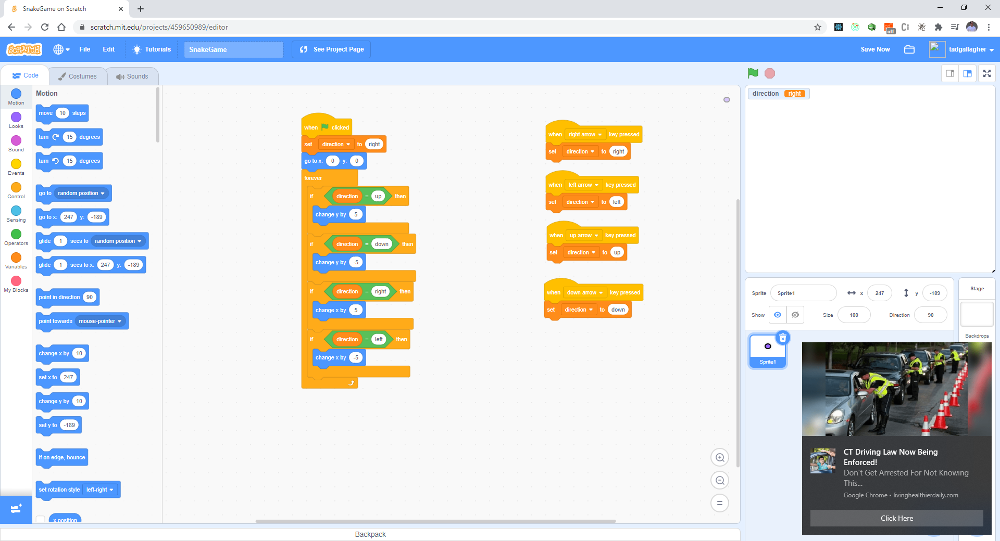 SnakeGame on Scratch
scratch.mit.edu/projects/459650989/editor
off
SCRATCH
File
Edit
Tutorials
SnakeGame
See Project Page
Save Now
tadgallagher
Code
Costumes
Sounds
Motion
Looks
Sound
Events
Control
Sensing
Operators
Variables
My Blocks
Motion
move 10 steps
turn 15 degrees
turn 15 degrees
go to random position
go to x: 247 y: -189
glide 1 secs to random position
glide 1 secs to x: 247 y: -189
point in direction 90
point towards mouse-pointer
change x by 10
set x to 247
change y by 10
set y to -189
if on edge, bounce
set rotation style left-right
x position
when clicked
set direction to right
go to x: 0 y: 0
forever
if direction = up then
change y by 5
if direction = down then
change y by -5
if direction = right then
change x by 5
if direction = left then
change x by -5
when right arrow key pressed
set direction to right
when left arrow key pressed
set direction to left
when up arrow key pressed
set direction to up
when down arrow key pressed
set direction to down
Backpack
direction right
Sprite Sprite1 x 247 y -189
Show Size 100 Direction 90
Sprite1
Stage
Backdrops
CT Driving Law Now Being
Enforced!
Don't Get Arrested For Not Knowing
This...
Google Chrome • livinghealthierdaily.com
Click Here